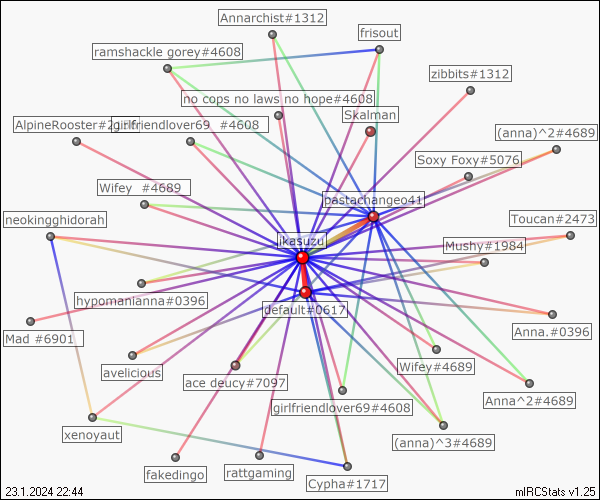 Annarchist#1312
frisout
ramshackle gorey#4608
zibbits#1312
no cops no laws no hope#4608
Skalman
girlfriendlover69 #4608
(anna)^2#4689
Soxy Foxy#5076
Wifey #4689
pastachangeo41
neokingghidorah
Toucan#2473
jkasuzu
Mushy#1984
hypomanianna#0396
default#0617
Anna.#0396
Mad #6901
Wifey#4689
avelicious
ace deucy#7097
Anna^2#4689
girlfriendlover69#4608
xenoyaut
(anna)^3#4689
fakedingo
rattgaming
Cypha#1717
23.1.2024 22:44
mIRCStats v1.25